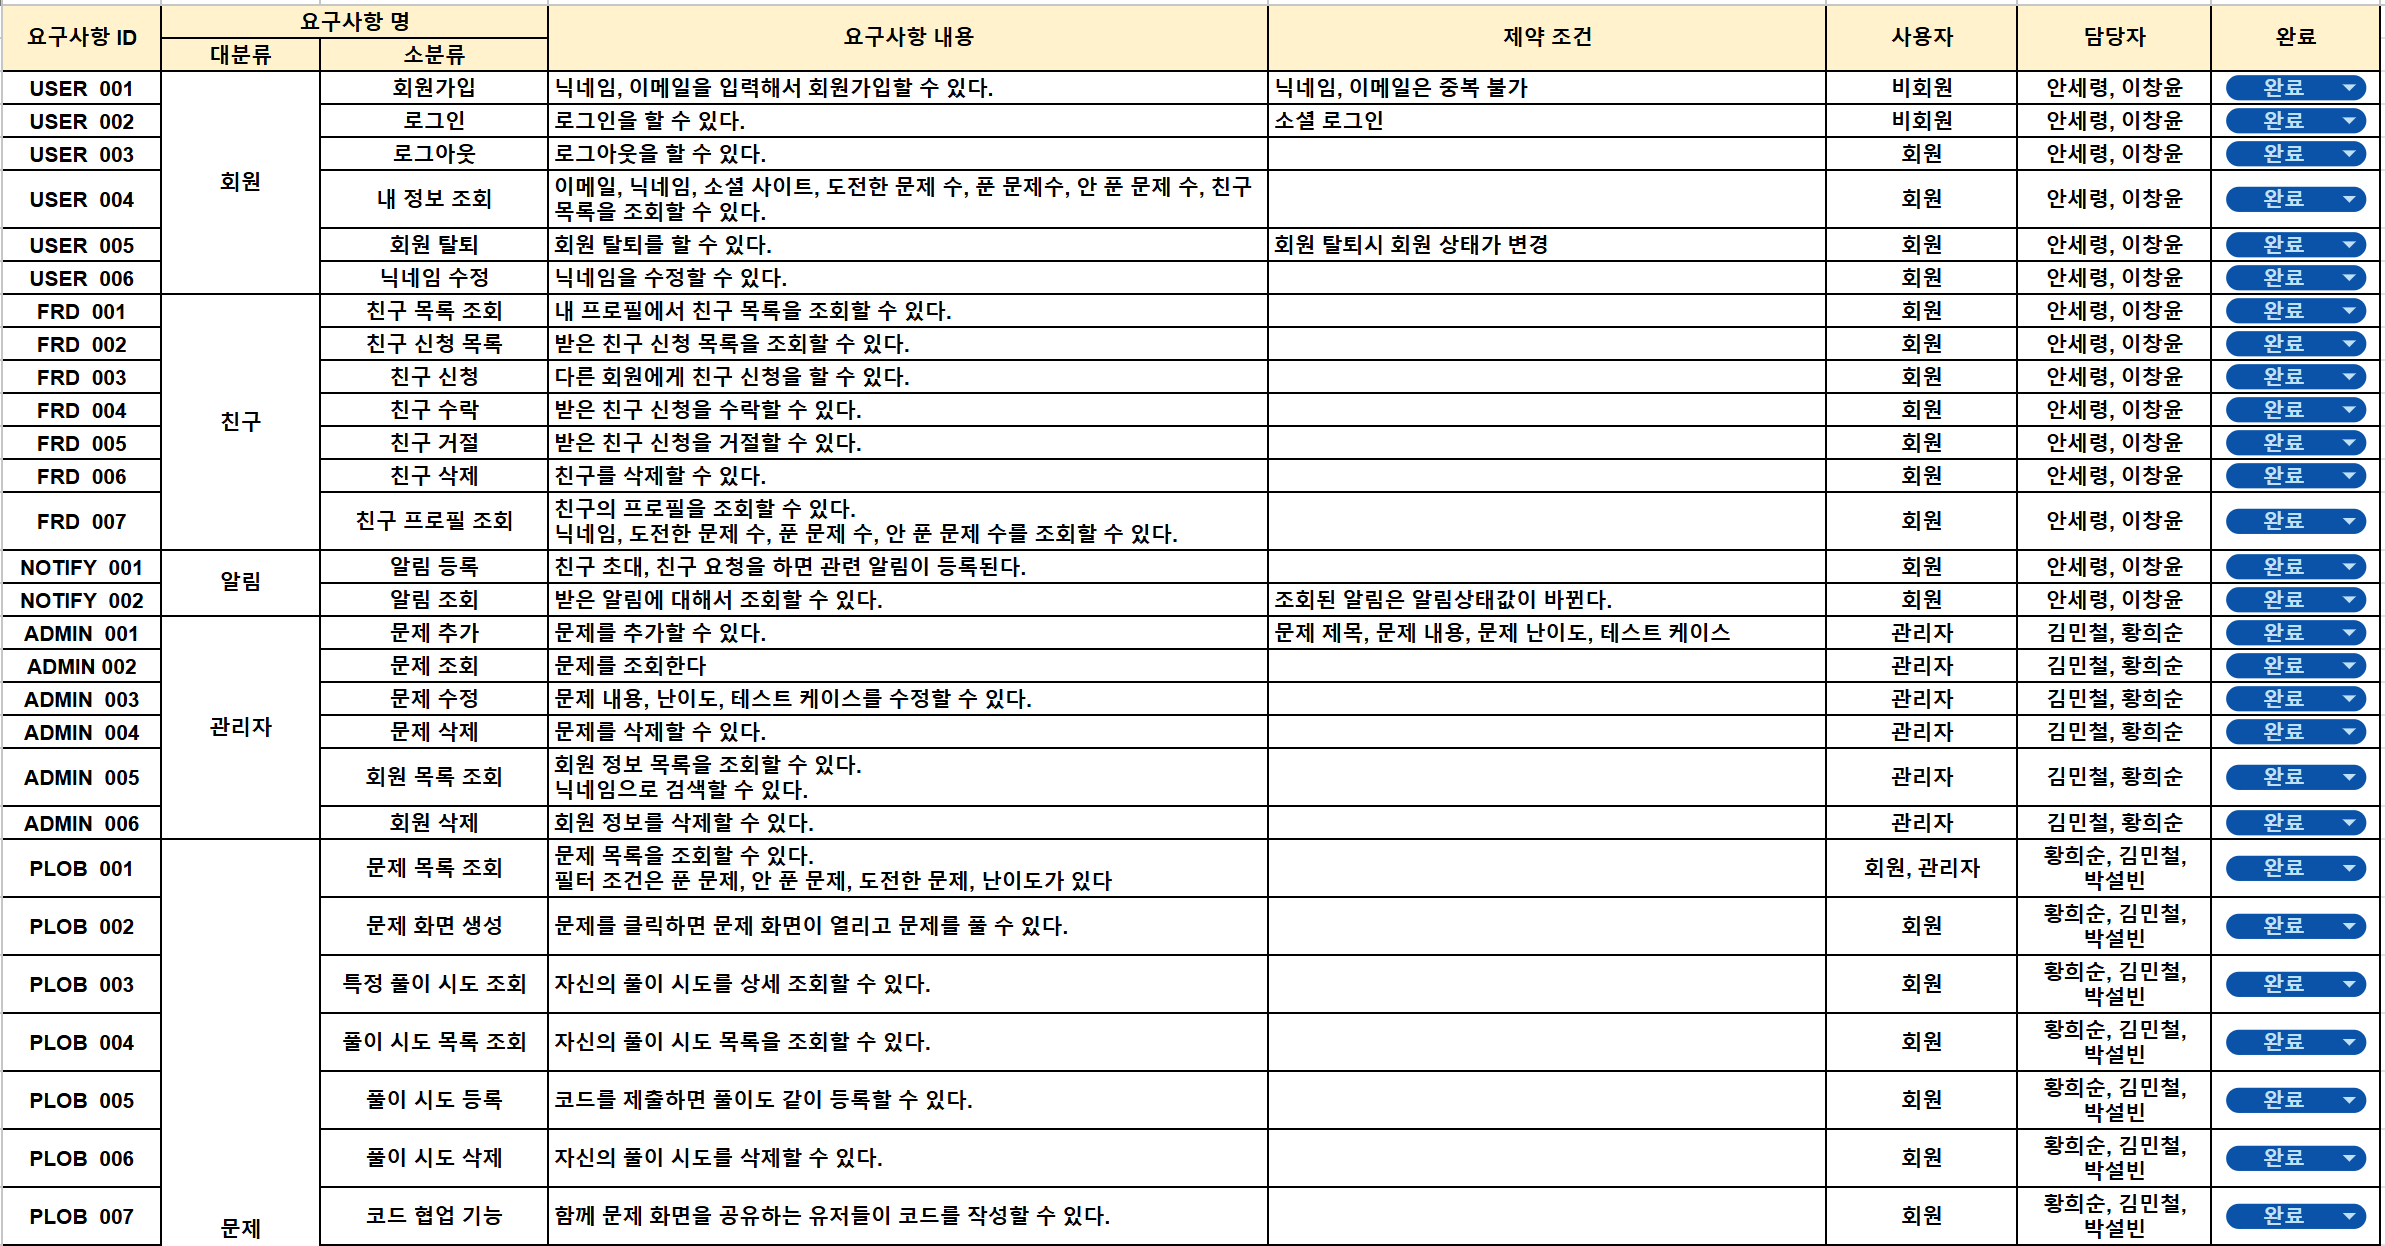 요구사항 ID
요구사항 명
요구사항 내용
제약 조건
사용자
담당자
완료
대분류
소분류
USER 001
회원
회원가입
닉네임, 이메일을 입력해서 회원가입할 수 있다.
닉네임, 이메일은 중복 불가
비회원
안세령, 이창윤
완료
USER 002
로그인
로그인을 할 수 있다.
소셜 로그인
비회원
안세령, 이창윤
완료
USER 003
로그아웃
로그아웃을 할 수 있다.
회원
안세령, 이창윤
완료
USER 004
내 정보 조회
이메일, 닉네임, 소셜 사이트, 도전한 문제 수, 푼 문제수, 안 푼 문제 수, 친구
목록을 조회할 수 있다.
회원
안세령, 이창윤
완료
USER 005
회원 탈퇴
회원 탈퇴를 할 수 있다.
회원 탈퇴시 회원 상태가 변경
회원
안세령, 이창윤
완료
USER 006
닉네임 수정
닉네임을 수정할 수 있다.
회원
안세령, 이창윤
완료
FRD 001
친구
친구 목록 조회
내 프로필에서 친구 목록을 조회할 수 있다.
회원
안세령, 이창윤
완료
FRD 002
친구 신청 목록
받은 친구 신청 목록을 조회할 수 있다.
회원
안세령, 이창윤
완료
FRD 003
친구 신청
다른 회원에게 친구 신청을 할 수 있다.
회원
안세령, 이창윤
완료
FRD 004
친구 수락
받은 친구 신청을 수락할 수 있다.
회원
안세령, 이창윤
완료
FRD 005
친구 거절
받은 친구 신청을 거절할 수 있다.
회원
안세령, 이창윤
완료
FRD 006
친구 삭제
친구를 삭제할 수 있다.
회원
안세령, 이창윤
완료
FRD 007
친구 프로필 조회
친구의 프로필을 조회할 수 있다.
닉네임, 도전한 문제 수, 푼 문제 수, 안 푼 문제 수를 조회할 수 있다.
회원
안세령, 이창윤
완료
NOTIFY 001
알림
알림 등록
친구 초대, 친구 요청을 하면 관련 알림이 등록된다.
회원
안세령, 이창윤
완료
NOTIFY 002
알림 조회
받은 알림에 대해서 조회할 수 있다.
조회된 알림은 알림상태값이 바뀐다.
회원
안세령, 이창윤
완료
ADMIN 001
관리자
문제 추가
문제를 추가할 수 있다.
문제 제목, 문제 내용, 문제 난이도, 테스트 케이스
관리자
김민철, 황희순
완료
ADMIN 002
문제 조회
문제를 조회한다
관리자
김민철, 황희순
완료
ADMIN 003
문제 수정
문제 내용, 난이도, 테스트 케이스를 수정할 수 있다.
관리자
김민철, 황희순
완료
ADMIN 004
문제 삭제
문제를 삭제할 수 있다.
관리자
김민철, 황희순
완료
ADMIN 005
회원 목록 조회
회원 정보 목록을 조회할 수 있다.
닉네임으로 검색할 수 있다.
관리자
김민철, 황희순
완료
ADMIN 006
회원 삭제
회원 정보를 삭제할 수 있다.
관리자
김민철, 황희순
완료
PLOB 001
문제
문제 목록 조회
문제 목록을 조회할 수 있다.
필터 조건은 푼 문제, 안 푼 문제, 도전한 문제, 난이도가 있다
회원, 관리자
황희순, 김민철,
박설빈
완료
PLOB 002
문제 화면 생성
문제를 클릭하면 문제 화면이 열리고 문제를 풀 수 있다.
회원
황희순, 김민철,
박설빈
완료
PLOB 003
특정 풀이 시도 조회
자신의 풀이 시도를 상세 조회할 수 있다.
회원
황희순, 김민철,
박설빈
완료
PLOB 004
풀이 시도 목록 조회
자신의 풀이 시도 목록을 조회할 수 있다.
회원
황희순, 김민철,
박설빈
완료
PLOB 005
풀이 시도 등록
코드를 제출하면 풀이도 같이 등록할 수 있다.
회원
황희순, 김민철,
박설빈
완료
PLOB 006
풀이 시도 삭제
자신의 풀이 시도를 삭제할 수 있다.
회원
황희순, 김민철,
박설빈
완료
PLOB 007
코드 협업 기능
함께 문제 화면을 공유하는 유저들이 코드를 작성할 수 있다.
회원
황희순, 김민철,
박설빈
완료